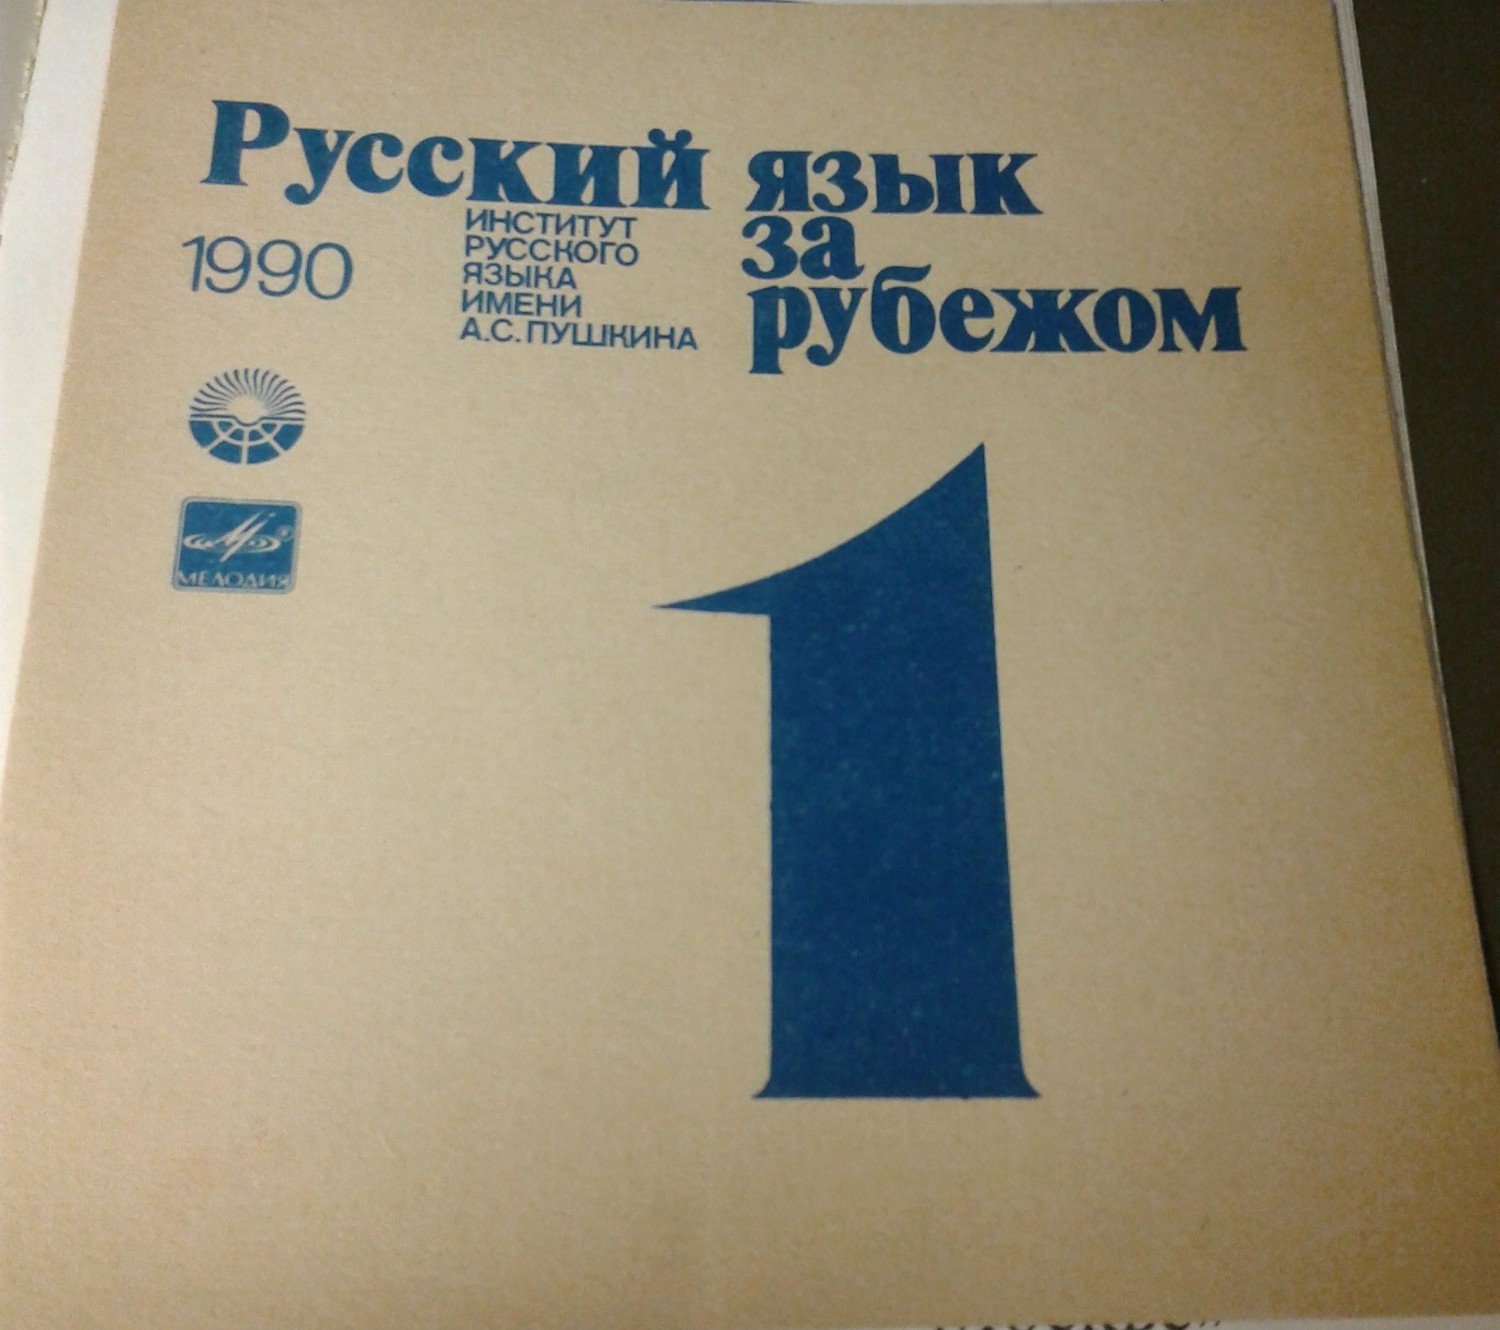 Русский язык
за
рубежом
1990
ИНСТИТУТ
РУССКОГО
ЯЗЫКА
ИМЕНИ
А.С.ПУШКИНА
МЕЛОДИЯ
1